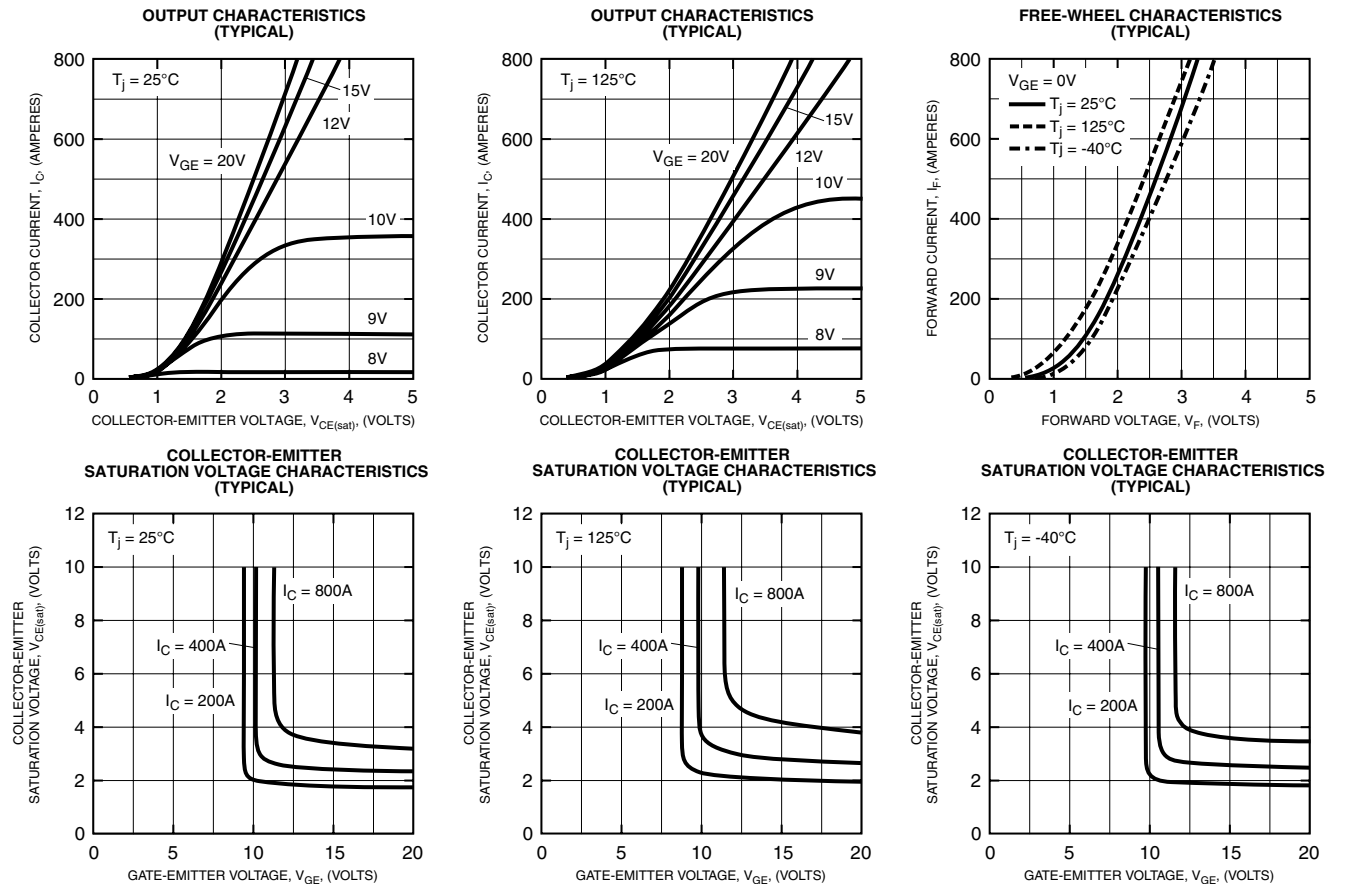 OUTPUT CHARACTERISTICS
(TYPICAL)
COLLECTOR CURRENT, IC, (AMPERES)
800
600
400
200
0
Tj = 25°C
15V
12V
VGE = 20V
10V
9V
8V
0 1 2 3 4 5
COLLECTOR-EMITTER VOLTAGE, VCE(sat), (VOLTS)
OUTPUT CHARACTERISTICS
(TYPICAL)
COLLECTOR CURRENT, IC, (AMPERES)
800
600
400
200
0
Tj = 125°C
15V
VGE = 20V
12V
10V
9V
8V
0 1 2 3 4 5
COLLECTOR-EMITTER VOLTAGE, VCE(sat), (VOLTS)
FREE-WHEEL CHARACTERISTICS
(TYPICAL)
FORWARD CURRENT, IF, (AMPERES)
800
600
400
200
0
VGE = 0V
Tj = 25°C
Tj = 125°C
Tj = -40°C
0 1 2 3 4 5
FORWARD VOLTAGE, VF, (VOLTS)
COLLECTOR-EMITTER
SATURATION VOLTAGE CHARACTERISTICS
(TYPICAL)
COLLECTOR-EMITTER
SATURATION VOLTAGE, VCE(sat), (VOLTS)
12
10
8
6
4
2
0
Tj = 25°C
IC = 800A
IC = 400A
IC = 200A
0 5 10 15 20
GATE-EMITTER VOLTAGE, VGE, (VOLTS)
COLLECTOR-EMITTER
SATURATION VOLTAGE CHARACTERISTICS
(TYPICAL)
COLLECTOR-EMITTER
SATURATION VOLTAGE, VCE(sat), (VOLTS)
12
10
8
6
4
2
0
Tj = 125°C
IC = 800A
IC = 400A
IC = 200A
0 5 10 15 20
GATE-EMITTER VOLTAGE, VGE, (VOLTS)
COLLECTOR-EMITTER
SATURATION VOLTAGE CHARACTERISTICS
(TYPICAL)
COLLECTOR-EMITTER
SATURATION VOLTAGE, VCE(sat), (VOLTS)
12
10
8
6
4
2
0
Tj = -40°C
IC = 800A
IC = 400A
IC = 200A
0 5 10 15 20
GATE-EMITTER VOLTAGE, VGE, (VOLTS)